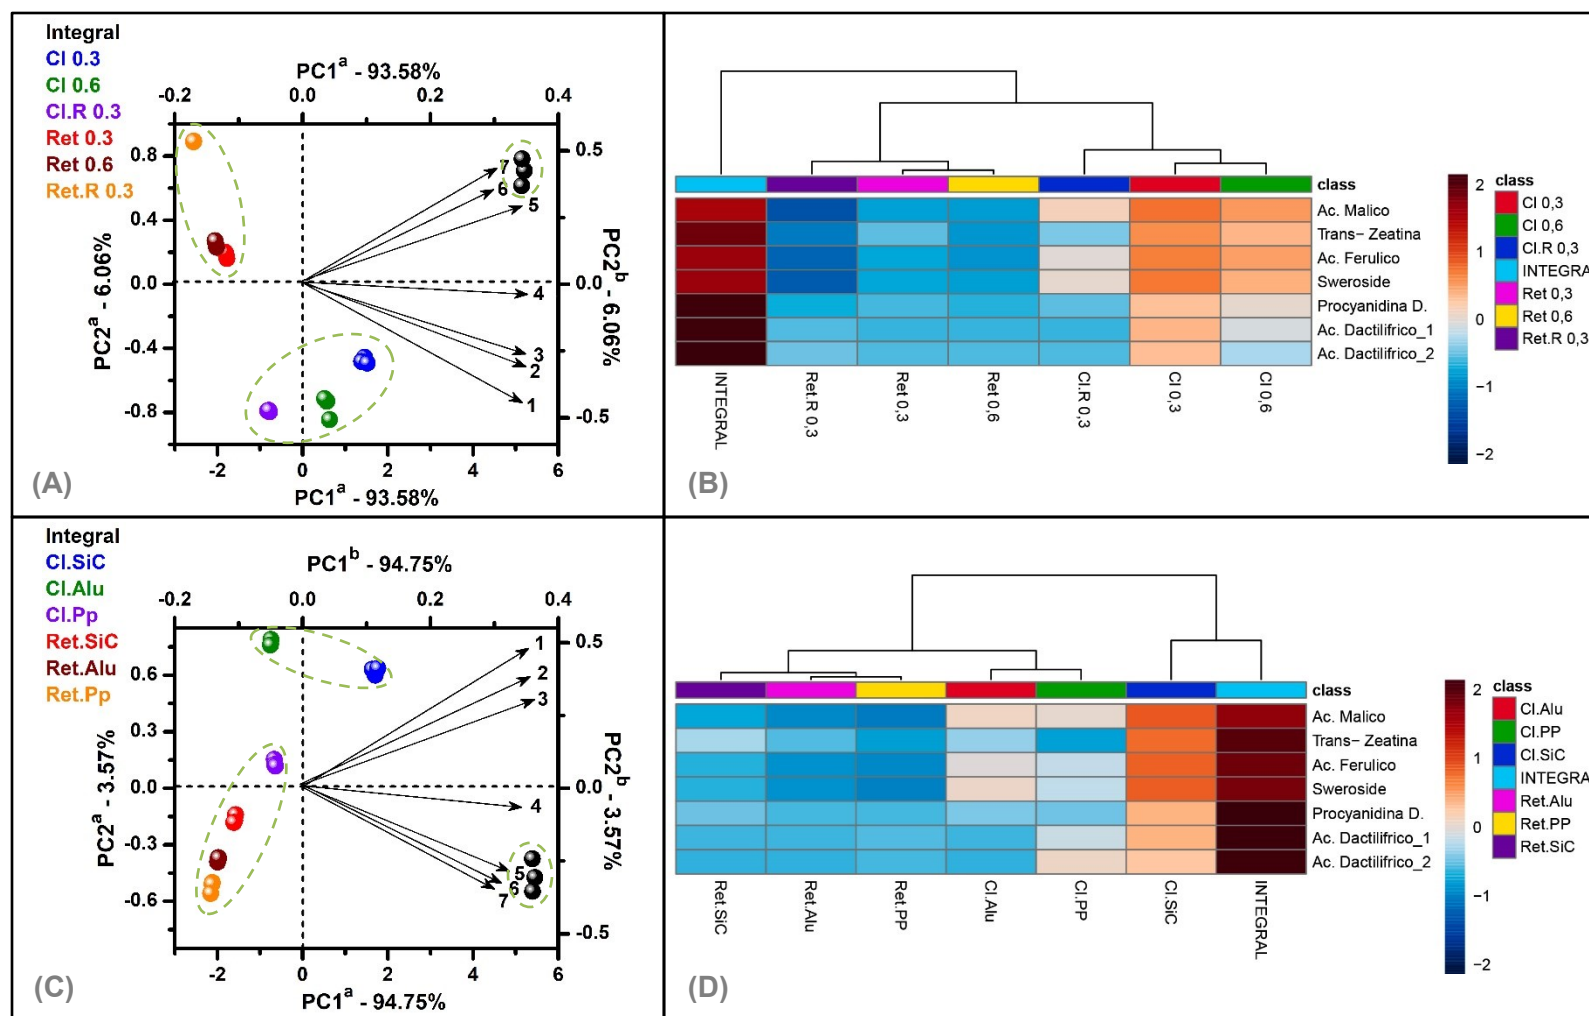 Integral
Cl 0.3
Cl 0.6
Cl.R 0.3
Ret 0.3
Ret 0.6
Ret.R 0.3
PC1ᵃ - 93.58%
-0.2 0.0 0.2 0.4
0.8
0.4
0.0
-0.4
-0.8
PC2ᵃ - 6.06%
0.5
0.0
-0.5
PC2ᵇ - 6.06%
7
6
5
4
3
2
1
-2 0 2 4 6
PC1ᵃ - 93.58%
(A)
class
Ac. Malico
Trans− Zeatina
Ac. Ferulico
Sweroside
Procyanidina D.
Ac. Dactilifrico_1
Ac. Dactilifrico_2
INTEGRAL
Ret.R 0,3
Ret 0,3
Ret 0,6
Cl.R 0,3
Cl 0,3
Cl 0,6
2
1
0
−1
−2
class
Cl 0,3
Cl 0,6
Cl.R 0,3
INTEGRA
Ret 0,3
Ret 0,6
Ret.R 0,3
(B)
Integral
Cl.SiC
Cl.Alu
Cl.Pp
Ret.SiC
Ret.Alu
Ret.Pp
PC1ᵇ - 94.75%
-0.2 0.0 0.2 0.4
0.6
0.3
0.0
-0.3
-0.6
PC2ᵃ - 3.57%
0.5
0.0
-0.5
PC2ᵇ - 3.57%
1
2
3
4
5
6
7
-2 0 2 4 6
PC1ᵃ - 94.75%
(C)
class
Ac. Malico
Trans− Zeatina
Ac. Ferulico
Sweroside
Procyanidina D.
Ac. Dactilifrico_1
Ac. Dactilifrico_2
Ret.SiC
Ret.Alu
Ret.PP
Cl.Alu
Cl.PP
Cl.SiC
INTEGRAL
2
1
0
−1
−2
class
Cl.Alu
Cl.PP
Cl.SiC
INTEGRA
Ret.Alu
Ret.PP
Ret.SiC
(D)